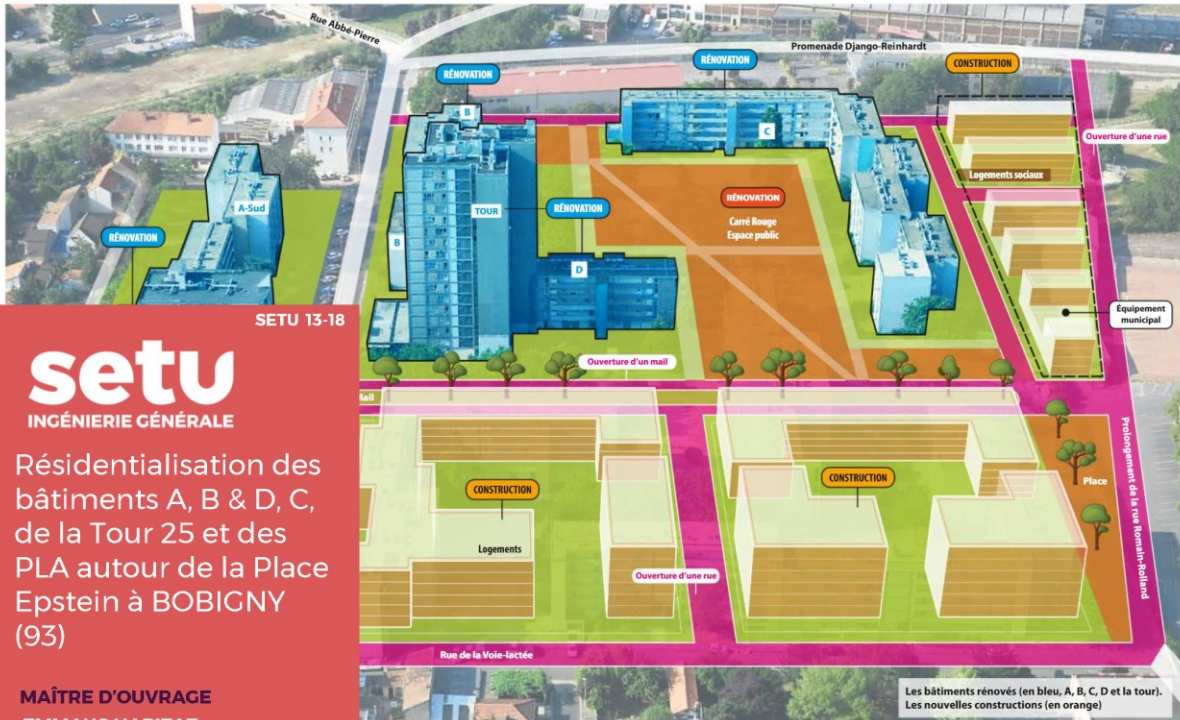 Rue Abbé-Pierre
Promenade Django-Reinhardt
RÉNOVATION
RÉNOVATION
CONSTRUCTION
B
C
Ouverture d'une rue
Logements sociaux
A-Sud
TOUR
RÉNOVATION
RÉNOVATION
Carré Rouge
Espace public
RÉNOVATION
B
D
Équipement
municipal
SETU 13-18
setu
INGÉNIERIE GÉNÉRALE
Résidentialisation des
bâtiments A, B & D, C,
de la Tour 25 et des
PLA autour de la Place
Epstein à BOBIGNY
(93)
MAÎTRE D'OUVRAGE
EMMAUS HABITAT
Ouverture d'un mail
Mail
CONSTRUCTION
Logements
CONSTRUCTION
Place
Prolongement de la rue Romain-Rolland
Ouverture d'une rue
Rue de la Voie-lactée
Les bâtiments rénovés (en bleu, A, B, C, D et la tour).
Les nouvelles constructions (en orange)